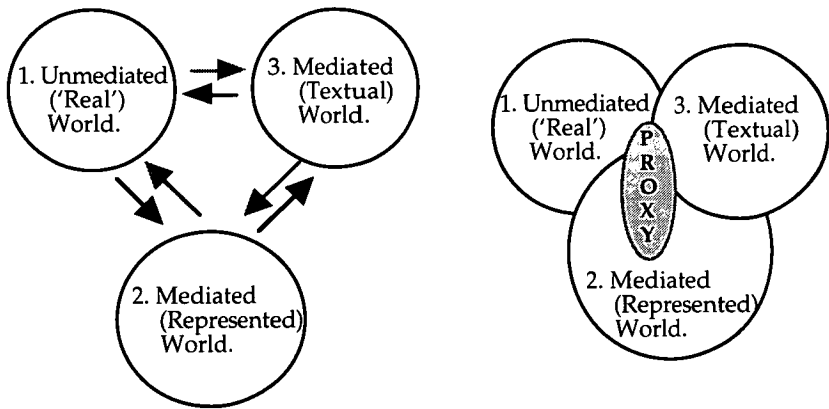 1. Unmediated
('Real')
World.
3. Mediated
(Textual)
World.
2. Mediated
(Represented)
World.
1. Unmediated
('Real')
World.
3. Mediated
(Textual)
World.
P
R
O
X
Y
2. Mediated
(Represented)
World.